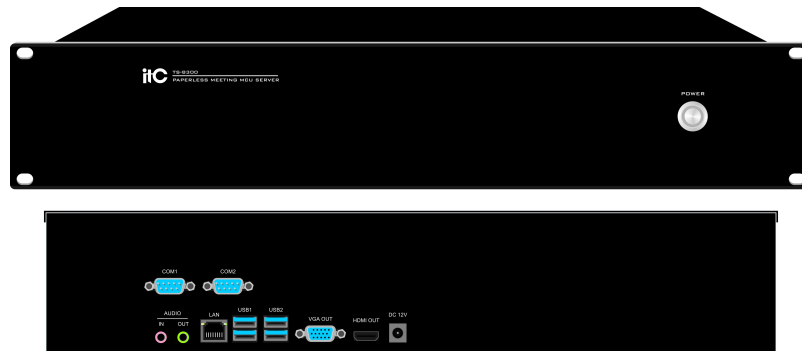 itC TS-8300
PAPERLESS MEETING MCU SERVER
POWER
COM1 COM2
AUDIO
IN OUT LAN USB1 USB2 VGA OUT HDMI OUT DC 12V